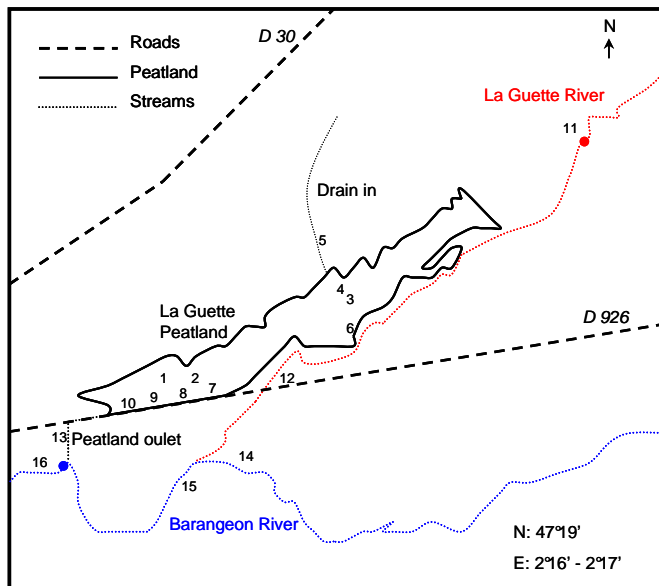 D 30
N
Roads
Peatland
Streams
La Guette River
11
Drain in
5
4
3
La Guette
Peatland
6
D 926
1
2
12
7
8
9
10
13
Peatland oulet
14
16
15
Barangeon River
N: 47°19'
E: 2°16' - 2°17'